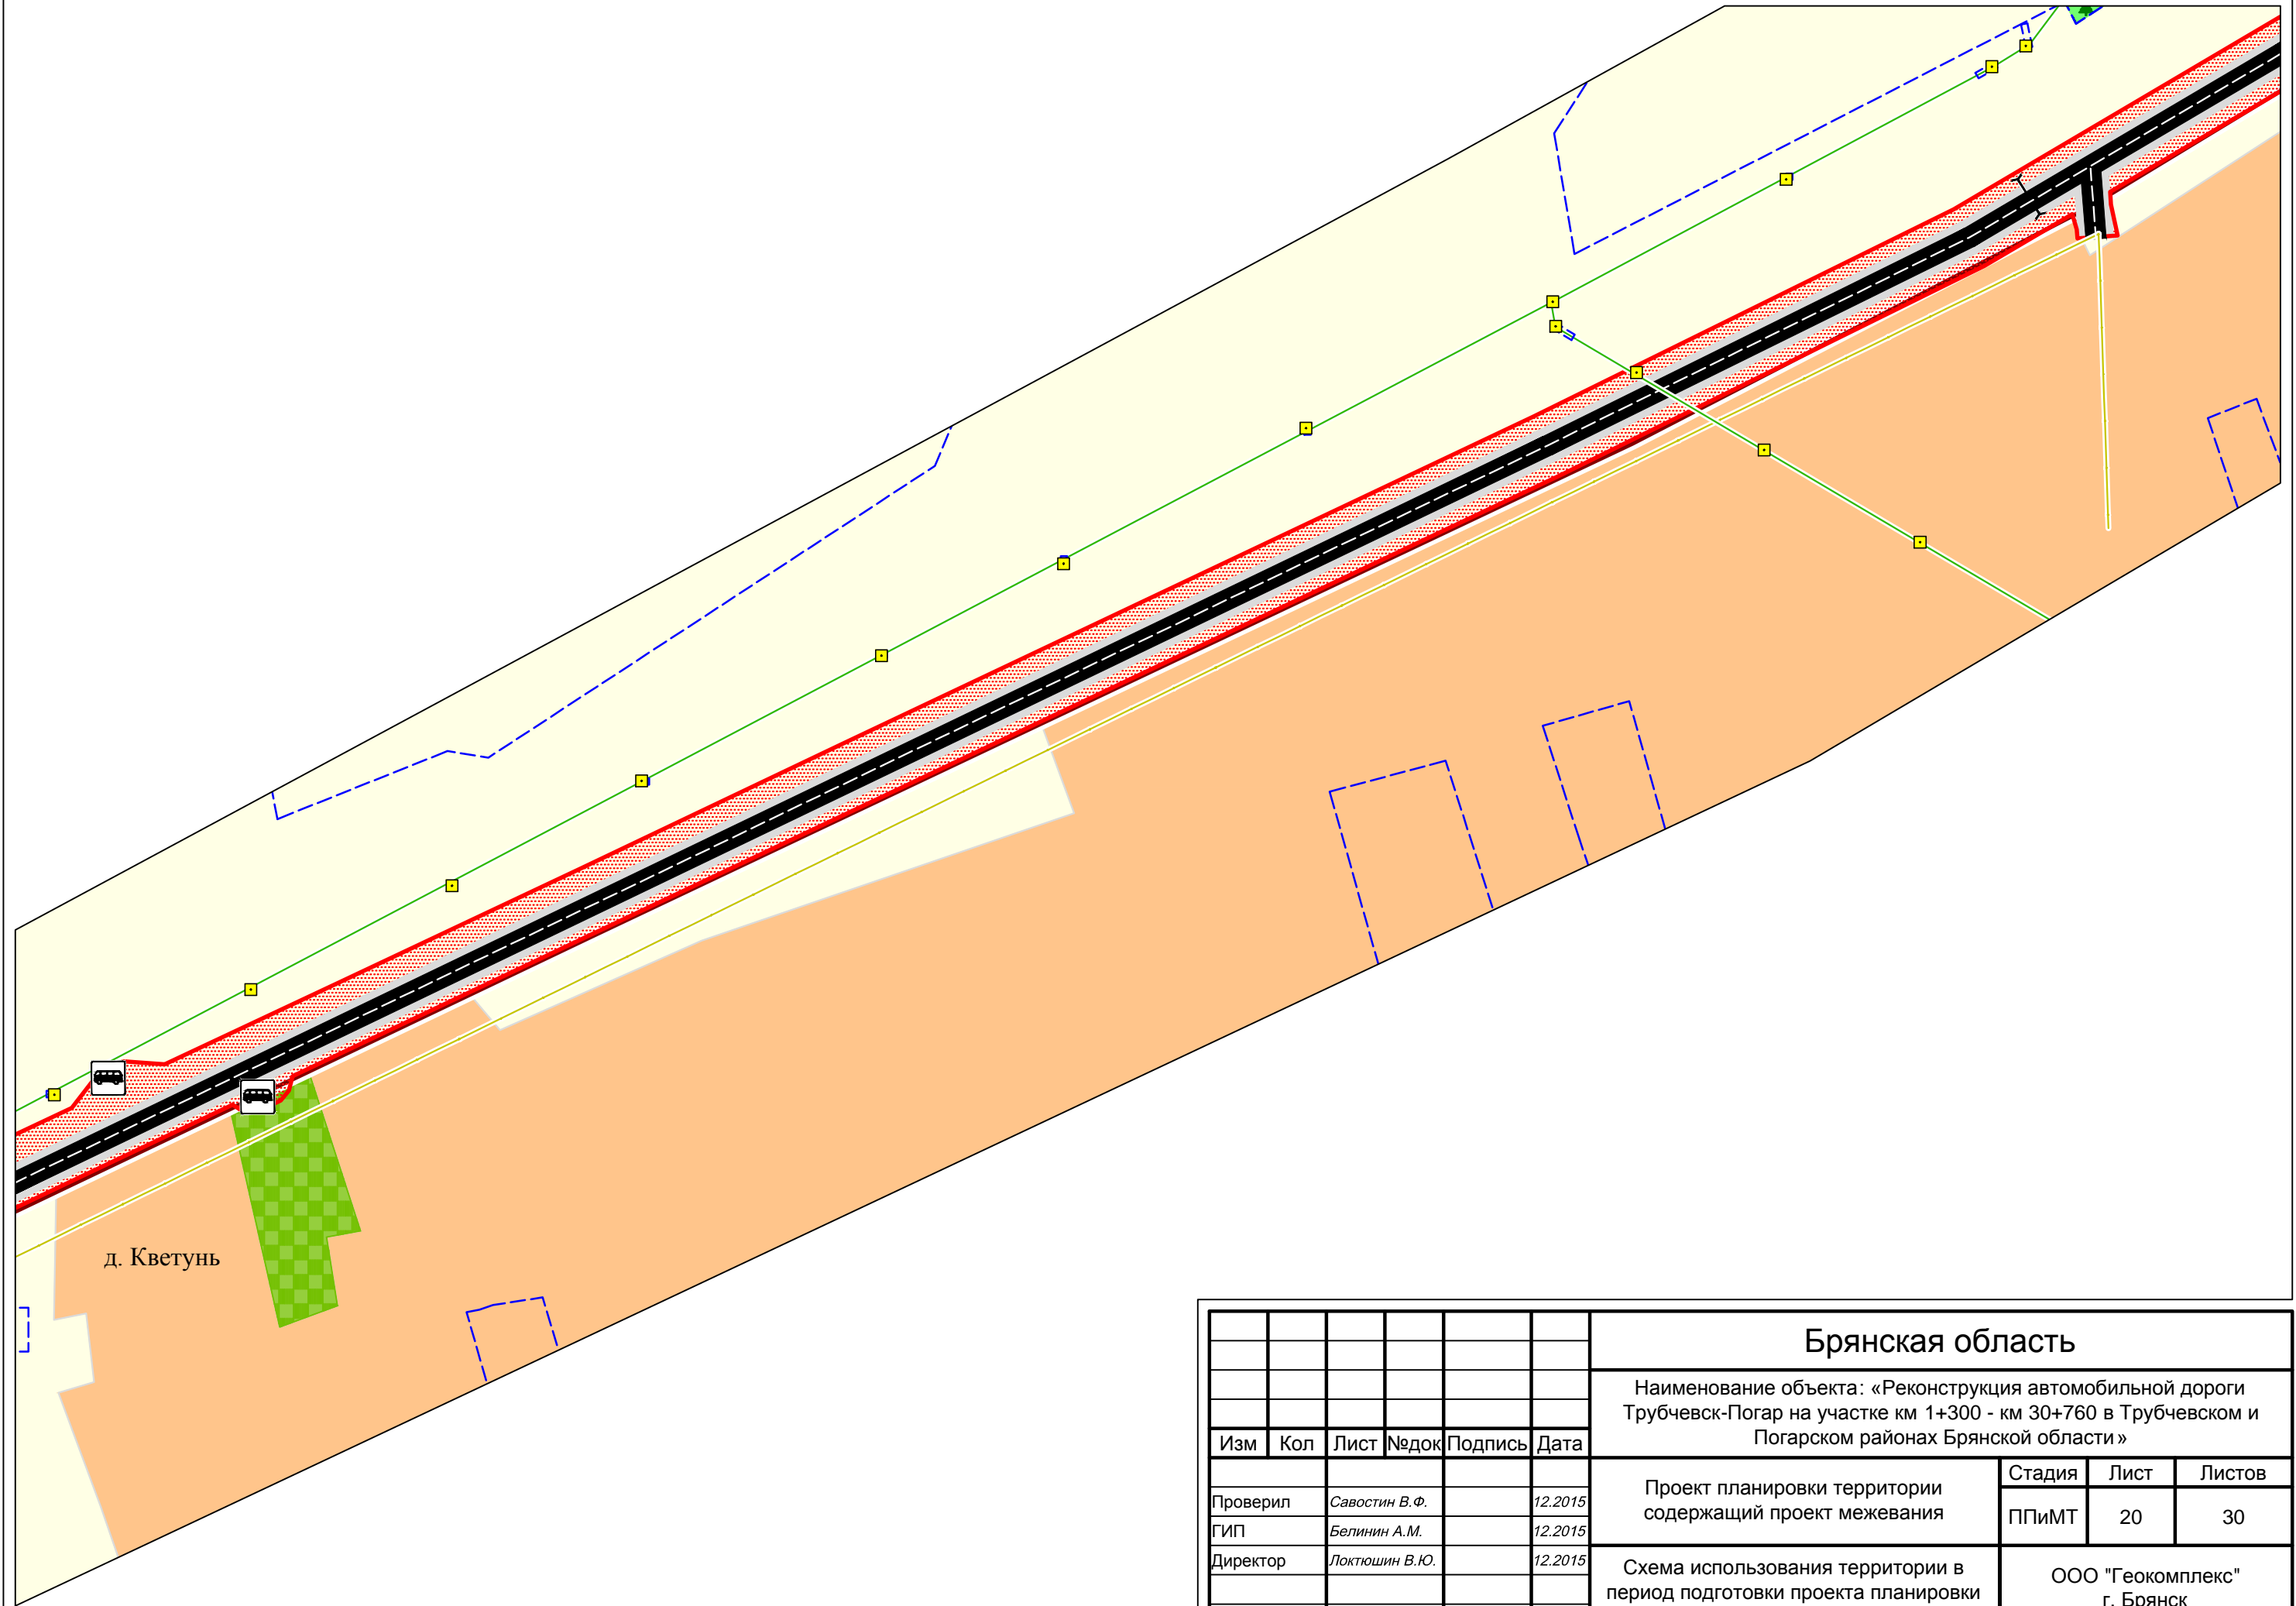 д. Кветунь
Брянская область
Наименование объекта: «Реконструкция автомобильной дороги
Трубчевск-Погар на участке км 1+300 - км 30+760 в Трубчевском и
Погарском районах Брянской области»
Изм Кол Лист №док Подпись Дата
Проект планировки территории
содержащий проект межевания
Стадия Лист Листов
ППиМТ 20 30
Проверил Савостин В.Ф. 12.2015
ГИП Белинин А.М. 12.2015
Директор Локтюшин В.Ю. 12.2015
Схема использования территории в
период подготовки проекта планировки
ООО "Геокомплекс"
г. Брянск